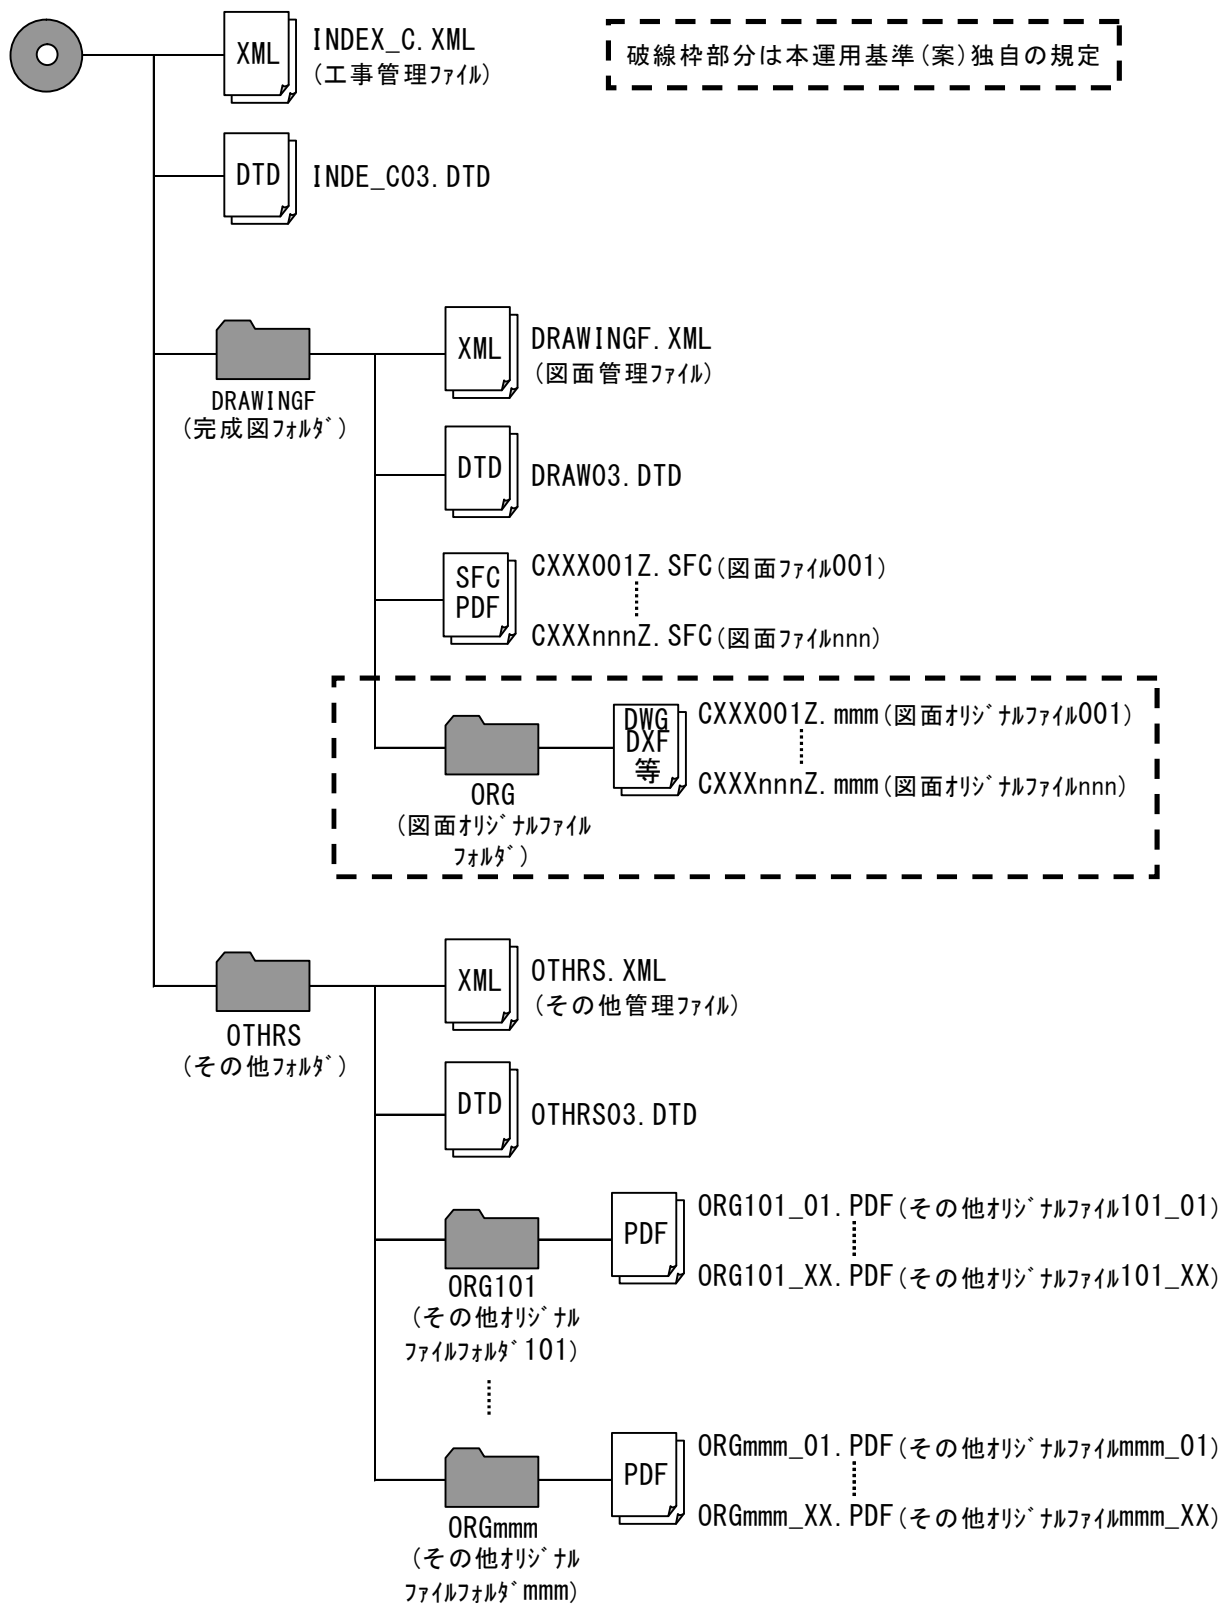 XML
INDEX_C.XML
(工事管理ﾌｧｲﾙ)
破線枠部分は本運用基準(案)独自の規定
DTD
INDE_C03.DTD
DRAWINGF
(完成図ﾌｫﾙﾀﾞ)
XML
DRAWINGF.XML
(図面管理ﾌｧｲﾙ)
DTD
DRAW03.DTD
SFC
PDF
CXXX001Z.SFC(図面ﾌｧｲﾙ001)
CXXXnnnZ.SFC(図面ﾌｧｲﾙnnn)
ORG
(図面ｵﾘｼﾞﾅﾙﾌｧｲﾙ
ﾌｫﾙﾀﾞ)
DWG
DXF
等
CXXX001Z.mmm(図面ｵﾘｼﾞﾅﾙﾌｧｲﾙ001)
CXXXnnnZ.mmm(図面ｵﾘｼﾞﾅﾙﾌｧｲﾙnnn)
OTHRS
(その他ﾌｫﾙﾀﾞ)
XML
OTHRS.XML
(その他管理ﾌｧｲﾙ)
DTD
OTHRS03.DTD
ORG101
(その他ｵﾘｼﾞﾅﾙ
ﾌｧｲﾙﾌｫﾙﾀﾞ101)
PDF
ORG101_01.PDF(その他ｵﾘｼﾞﾅﾙﾌｧｲﾙ101_01)
ORG101_XX.PDF(その他ｵﾘｼﾞﾅﾙﾌｧｲﾙ101_XX)
ORGmmm
(その他ｵﾘｼﾞﾅﾙ
ﾌｧｲﾙﾌｫﾙﾀﾞmmm)
PDF
ORGmmm_01.PDF(その他ｵﾘｼﾞﾅﾙﾌｧｲﾙmmm_01)
ORGmmm_XX.PDF(その他ｵﾘｼﾞﾅﾙﾌｧｲﾙmmm_XX)